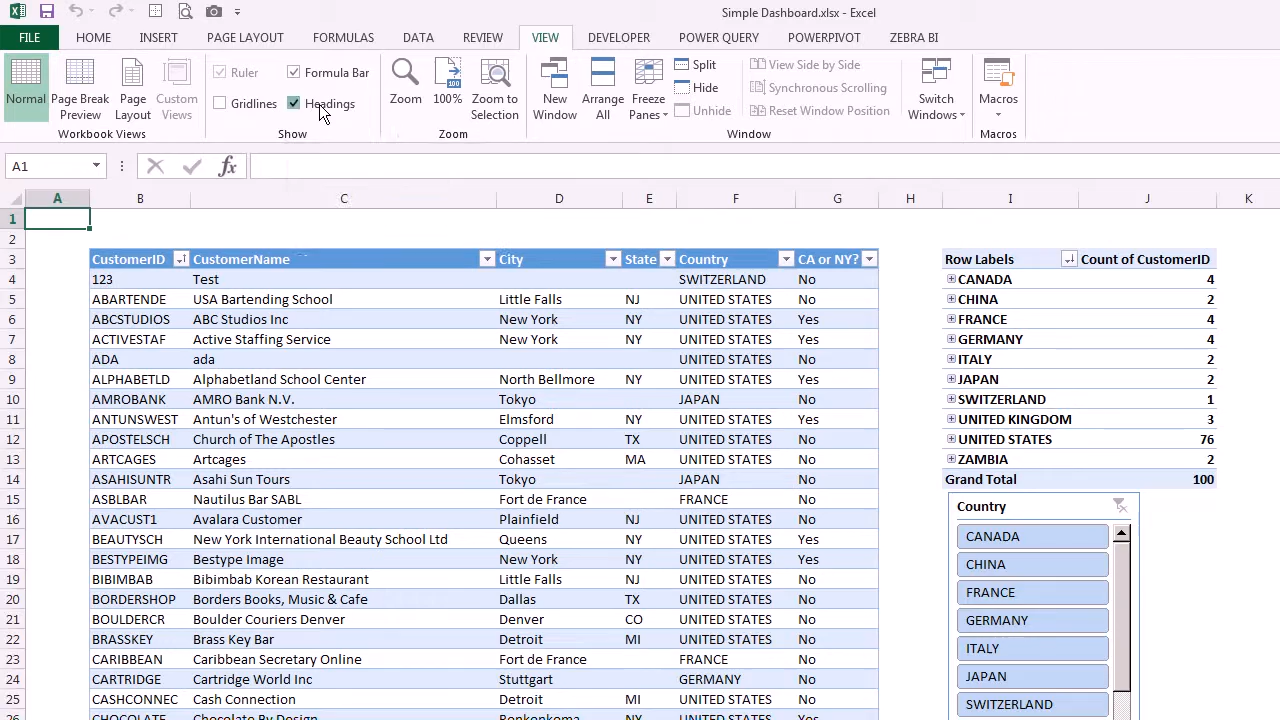 Simple Dashboard.xlsx - Excel
FILE HOME INSERT PAGE LAYOUT FORMULAS DATA REVIEW VIEW DEVELOPER POWER QUERY POWERPIVOT ZEBRA BI
Normal Page Break Preview Page Layout Custom Views
Workbook Views
Ruler Formula Bar
Gridlines Headings
Show
Zoom 100% Zoom to Selection
Zoom
New Window Arrange All Freeze Panes
Split View Side by Side
Hide Synchronous Scrolling
Unhide Reset Window Position
Switch Windows
Window
Macros
Macros
A1 fx
A B C D E F G H I J K
1
2
3 CustomerID CustomerName City State Country CA or NY? Row Labels Count of CustomerID
4 123 Test SWITZERLAND No CANADA 4
5 ABARTENDE USA Bartending School Little Falls NJ UNITED STATES No CHINA 2
6 ABCSTUDIOS ABC Studios Inc New York NY UNITED STATES Yes FRANCE 4
7 ACTIVESTAF Active Staffing Service New York NY UNITED STATES Yes GERMANY 4
8 ADA ada UNITED STATES No ITALY 2
9 ALPHABETLD Alphabetland School Center North Bellmore NY UNITED STATES Yes JAPAN 2
10 AMROBANK AMRO Bank N.V. Tokyo JAPAN No SWITZERLAND 1
11 ANTUNSWEST Antun's of Westchester Elmsford NY UNITED STATES Yes UNITED KINGDOM 3
12 APOSTELSCH Church of The Apostles Coppell TX UNITED STATES No UNITED STATES 76
13 ARTCAGES Artcages Cohasset MA UNITED STATES No ZAMBIA 2
14 ASAHISUNTR Asahi Sun Tours Tokyo JAPAN No Grand Total 100
15 ASBLBAR Nautilus Bar SABL Fort de France FRANCE No Country
16 AVACUST1 Avalara Customer Plainfield NJ UNITED STATES No CANADA
17 BEAUTYSCH New York International Beauty School Ltd Queens NY UNITED STATES Yes CHINA
18 BESTYPEIMG Bestype Image New York NY UNITED STATES Yes
19 BIBIMBAB Bibimbab Korean Restaurant Little Falls NJ UNITED STATES No FRANCE
20 BORDERSHOP Borders Books, Music & Cafe Dallas TX UNITED STATES No GERMANY
21 BOULDERCR Boulder Couriers Denver Denver CO UNITED STATES No
22 BRASSKEY Brass Key Bar Detroit MI UNITED STATES No ITALY
23 CARIBBEAN Caribbean Secretary Online Fort de France FRANCE No JAPAN
24 CARTRIDGE Cartridge World Inc Stuttgart GERMANY No
25 CASHCONNEC Cash Connection Detroit MI UNITED STATES No SWITZERLAND
26 CHOCOLATE Chocolate By Design Ronkonkoma NY UNITED STATES Yes